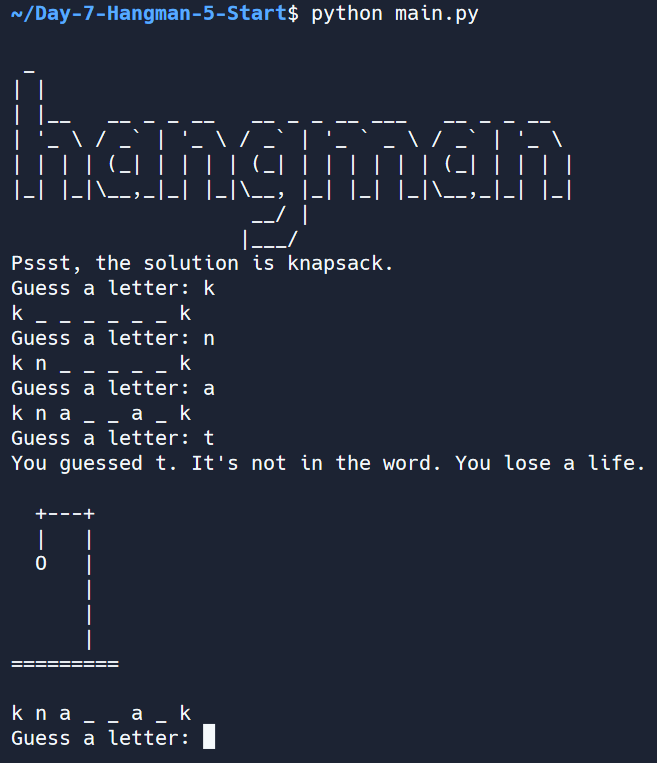 ~/Day-7-Hangman-5-Start$ python main.py
 _
| |
| |__   __ _ _ __   __ _ _ __ ___   __ _ _ __
| '_ \ / _` | '_ \ / _` | '_ ` _ \ / _` | '_ \
| | | | (_| | | | | (_| | | | | | | (_| | | | |
|_| |_|\__,_|_| |_|\__, |_| |_| |_|\__,_|_| |_|
                    __/ |
                   |___/
Pssst, the solution is knapsack.
Guess a letter: k
k _ _ _ _ _ _ k
Guess a letter: n
k n _ _ _ _ _ k
Guess a letter: a
k n a _ _ a _ k
Guess a letter: t
You guessed t. It's not in the word. You lose a life.
  +---+
  |   |
  O   |
      |
      |
      |
=========
k n a _ _ a _ k
Guess a letter: